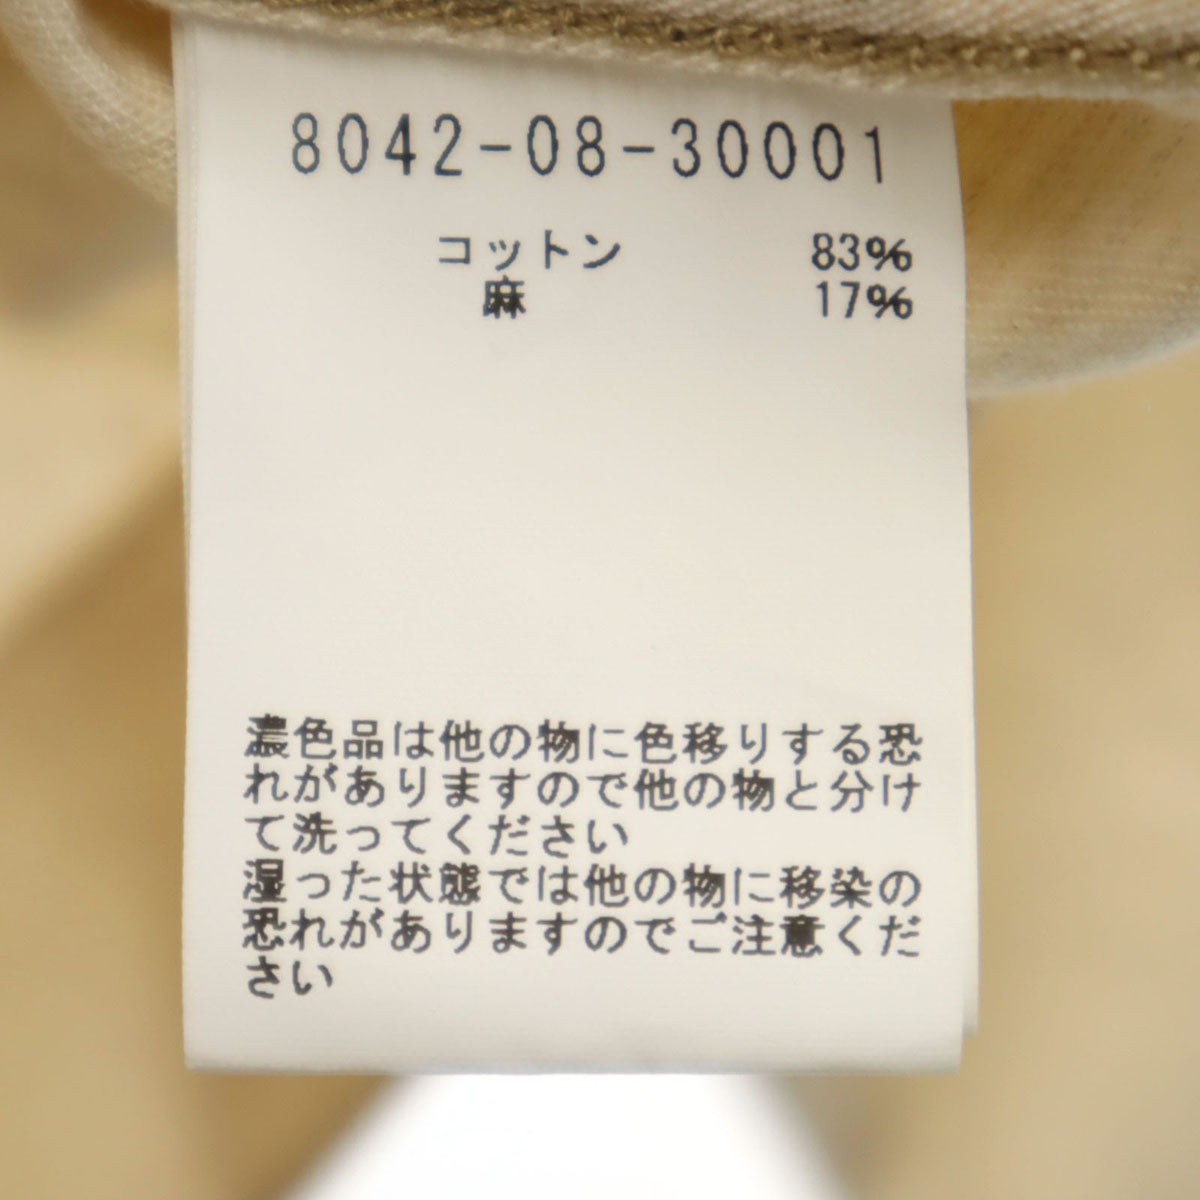 8042-08-30001
コットン 83%
麻 17%
濃色品は他の物に色移りする恐
れがありますので他の物と分け
て洗ってください
湿った状態では他の物に移染の
恐れがありますのでご注意くだ
さい